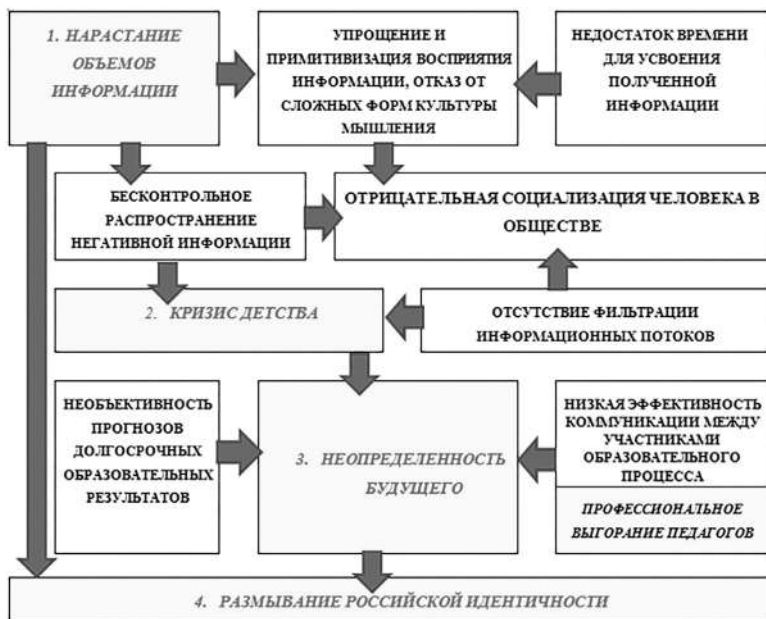 1. НАРАСТАНИЕ
ОБЪЕМОВ
ИНФОРМАЦИИ
УПРОЩЕНИЕ И
ПРИМИТИВИЗАЦИЯ ВОСПРИЯТИЯ
ИНФОРМАЦИИ, ОТКАЗ ОТ
СЛОЖНЫХ ФОРМ КУЛЬТУРЫ
МЫШЛЕНИЯ
НЕДОСТАТОК ВРЕМЕНИ
ДЛЯ УСВОЕНИЯ
ПОЛУЧЕННОЙ
ИНФОРМАЦИИ
БЕСКОНТРОЛЬНОЕ
РАСПРОСТРАНЕНИЕ
НЕГАТИВНОЙ ИНФОРМАЦИИ
ОТРИЦАТЕЛЬНАЯ СОЦИАЛИЗАЦИЯ ЧЕЛОВЕКА В
ОБЩЕСТВЕ
2. КРИЗИС ДЕТСТВА
ОТСУТСТВИЕ ФИЛЬТРАЦИИ
ИНФОРМАЦИОННЫХ ПОТОКОВ
НЕОБЪЕКТИВНОСТЬ
ПРОГНОЗОВ
ДОЛГОСРОЧНЫХ
ОБРАЗОВАТЕЛЬНЫХ
РЕЗУЛЬТАТОВ
3. НЕОПРЕДЕЛЕННОСТЬ
БУДУЩЕГО
НИЗКАЯ ЭФФЕКТИВНОСТЬ
КОММУНИКАЦИИ МЕЖДУ
УЧАСТНИКАМИ
ОБРАЗОВАТЕЛЬНОГО
ПРОЦЕССА
ПРОФЕССИОНАЛЬНОЕ
ВЫГОРАНИЕ ПЕДАГОГОВ
4. РАЗМЫВАНИЕ РОССИЙСКОЙ ИДЕНТИЧНОСТИ